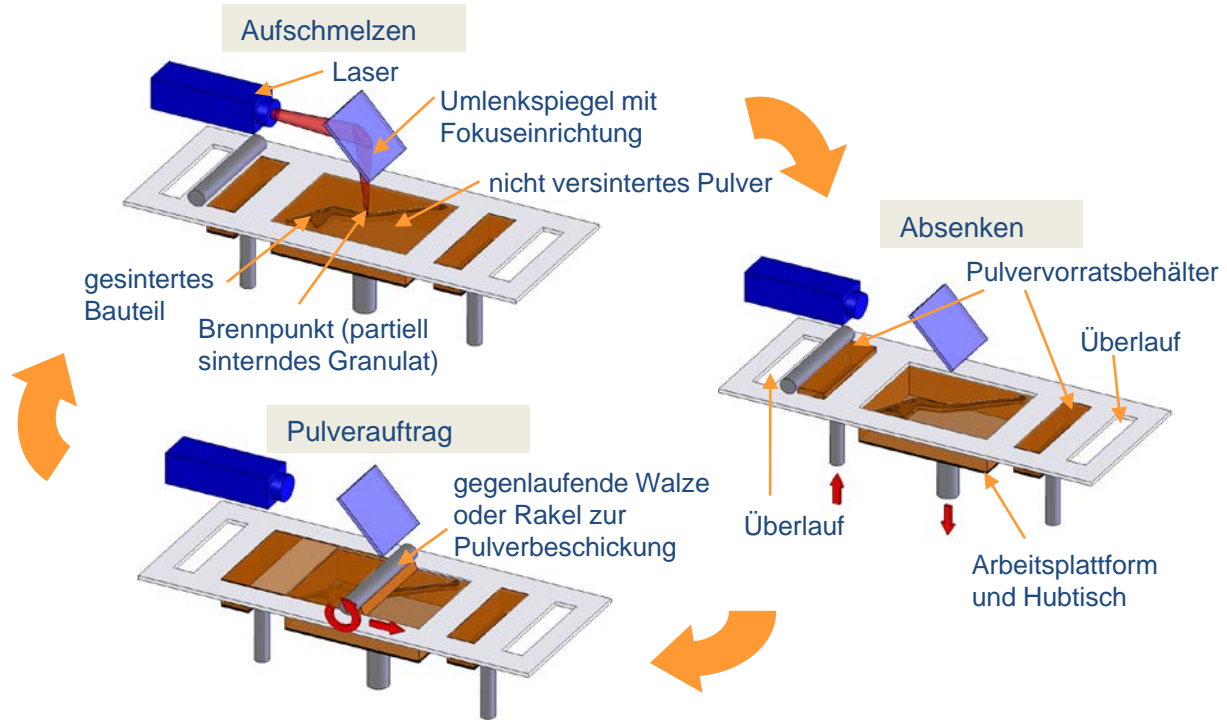 Aufschmelzen
Laser
Umlenkspiegel mit
Fokuseinrichtung
nicht versintertes Pulver
gesintertes
Bauteil
Brennpunkt (partiell
sinterndes Granulat)
Absenken
Pulvervorratsbehälter
Überlauf
Überlauf
Arbeitsplattform
und Hubtisch
Pulverauftrag
gegenlaufende Walze
oder Rakel zur
Pulverbeschickung